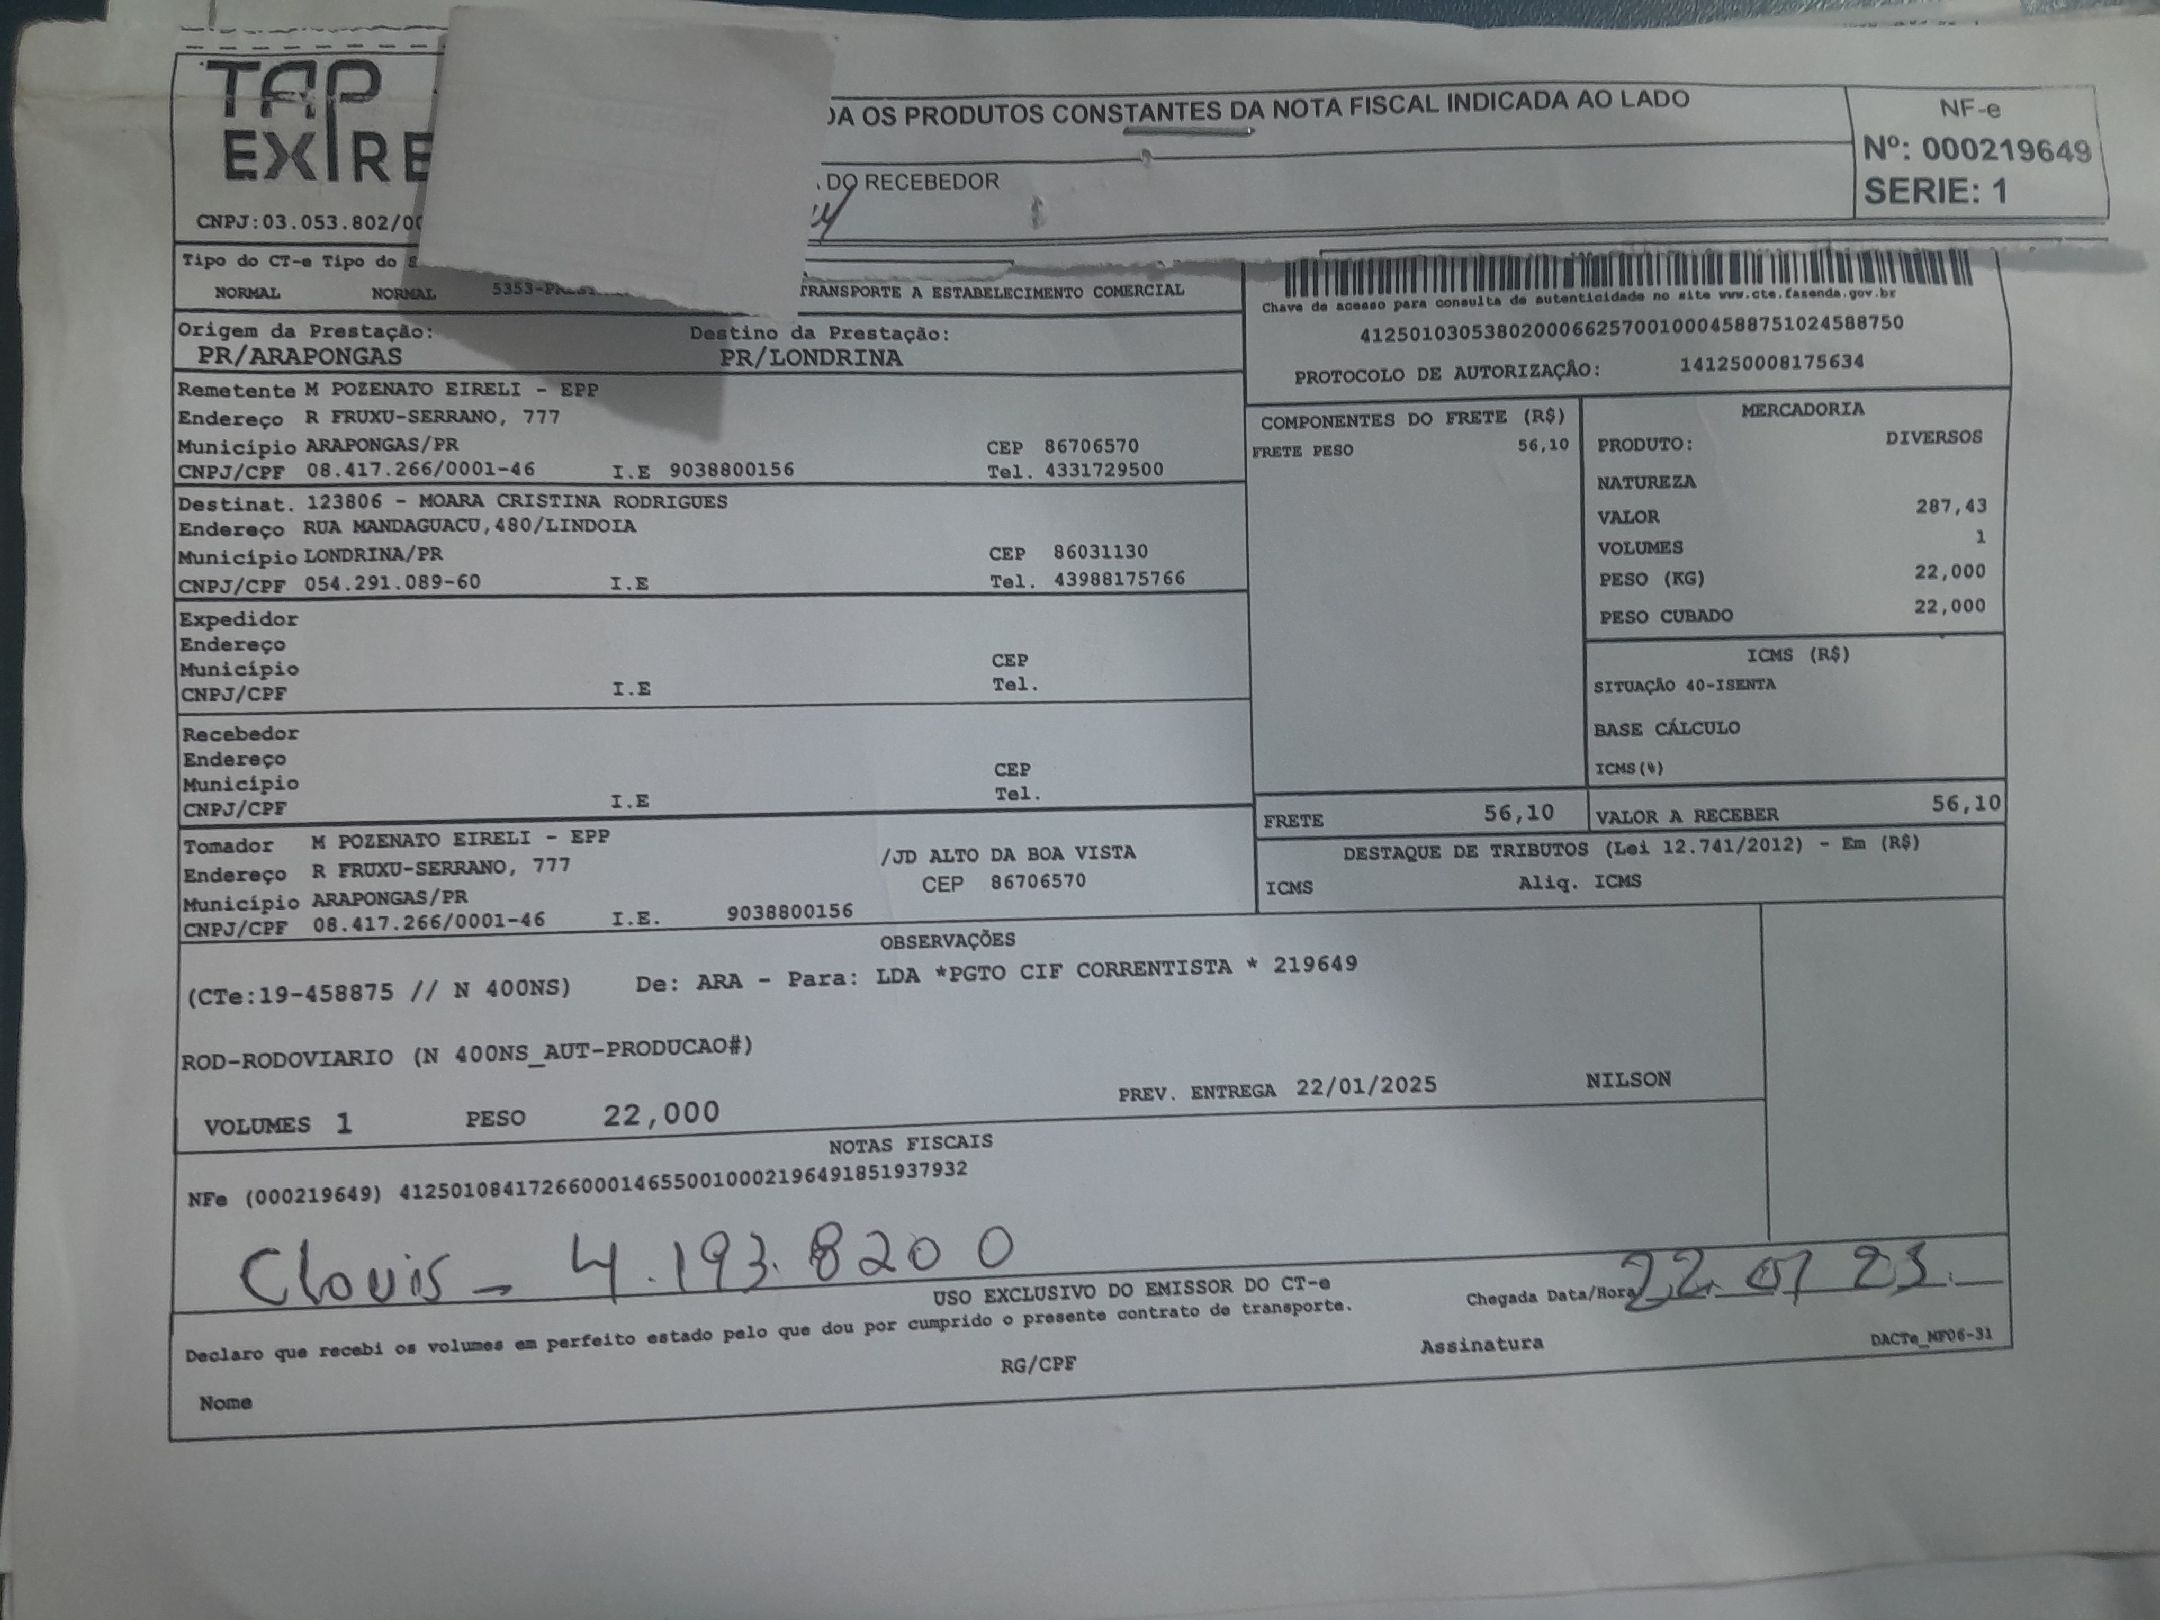 TAP
EXPRE
CNPJ:03.053.802/00
DA OS PRODUTOS CONSTANTES DA NOTA FISCAL INDICADA AO LADO
DO RECEBEDOR
NF-e
Nº: 000219649
SERIE: 1
Tipo do CT-e Tipo do
NORMAL NORMAL 5353- TRANSPORTE A ESTABELECIMENTO COMERCIAL
Chave de acesso para consulta de autenticidade no site www.cte.fazenda.gov.br
41250103053802000662570010004588751024588750
PROTOCOLO DE AUTORIZAÇÃO: 141250008175634
Origem da Prestação: Destino da Prestação:
PR/ARAPONGAS PR/LONDRINA
Remetente M POZENATO EIRELI - EPP
Endereço R FRUXU-SERRANO, 777
Município ARAPONGAS/PR CEP 86706570
CNPJ/CPF 08.417.266/0001-46 I.E 9038800156 Tel. 4331729500
Destinat. 123806 - MOARA CRISTINA RODRIGUES
Endereço RUA MANDAGUACU,480/LINDOIA
Município LONDRINA/PR CEP 86031130
CNPJ/CPF 054.291.089-60 I.E Tel. 43988175766
Expedidor
Endereço
Município CEP
CNPJ/CPF I.E Tel.
Recebedor
Endereço
Município CEP
CNPJ/CPF I.E Tel.
Tomador M POZENATO EIRELI - EPP
Endereço R FRUXU-SERRANO, 777 /JD ALTO DA BOA VISTA
Município ARAPONGAS/PR CEP 86706570
CNPJ/CPF 08.417.266/0001-46 I.E. 9038800156
COMPONENTES DO FRETE (R$)
FRETE PESO 56,10
MERCADORIA
PRODUTO: DIVERSOS
NATUREZA
VALOR 287,43
VOLUMES 1
PESO (KG) 22,000
PESO CUBADO 22,000
ICMS (R$)
SITUAÇÃO 40-ISENTA
BASE CÁLCULO
ICMS(%)
FRETE 56,10 VALOR A RECEBER 56,10
DESTAQUE DE TRIBUTOS (Lei 12.741/2012) - Em (R$)
ICMS Aliq. ICMS
OBSERVAÇÕES
(CTe:19-458875 // N 400NS) De: ARA - Para: LDA *PGTO CIF CORRENTISTA * 219649
ROD-RODOVIARIO (N 400NS_AUT-PRODUCAO#)
VOLUMES 1 PESO 22,000 PREV. ENTREGA 22/01/2025 NILSON
NOTAS FISCAIS
NFe (000219649) 41250108417266000146550010002196491851937932
Clovis - 4.193.820 0
USO EXCLUSIVO DO EMISSOR DO CT-e
Chegada Data/Hora 22.01 23.
Declaro que recebi os volumes em perfeito estado pelo que dou por cumprido o presente contrato de transporte.
Nome RG/CPF Assinatura
DACTe_MF06-31